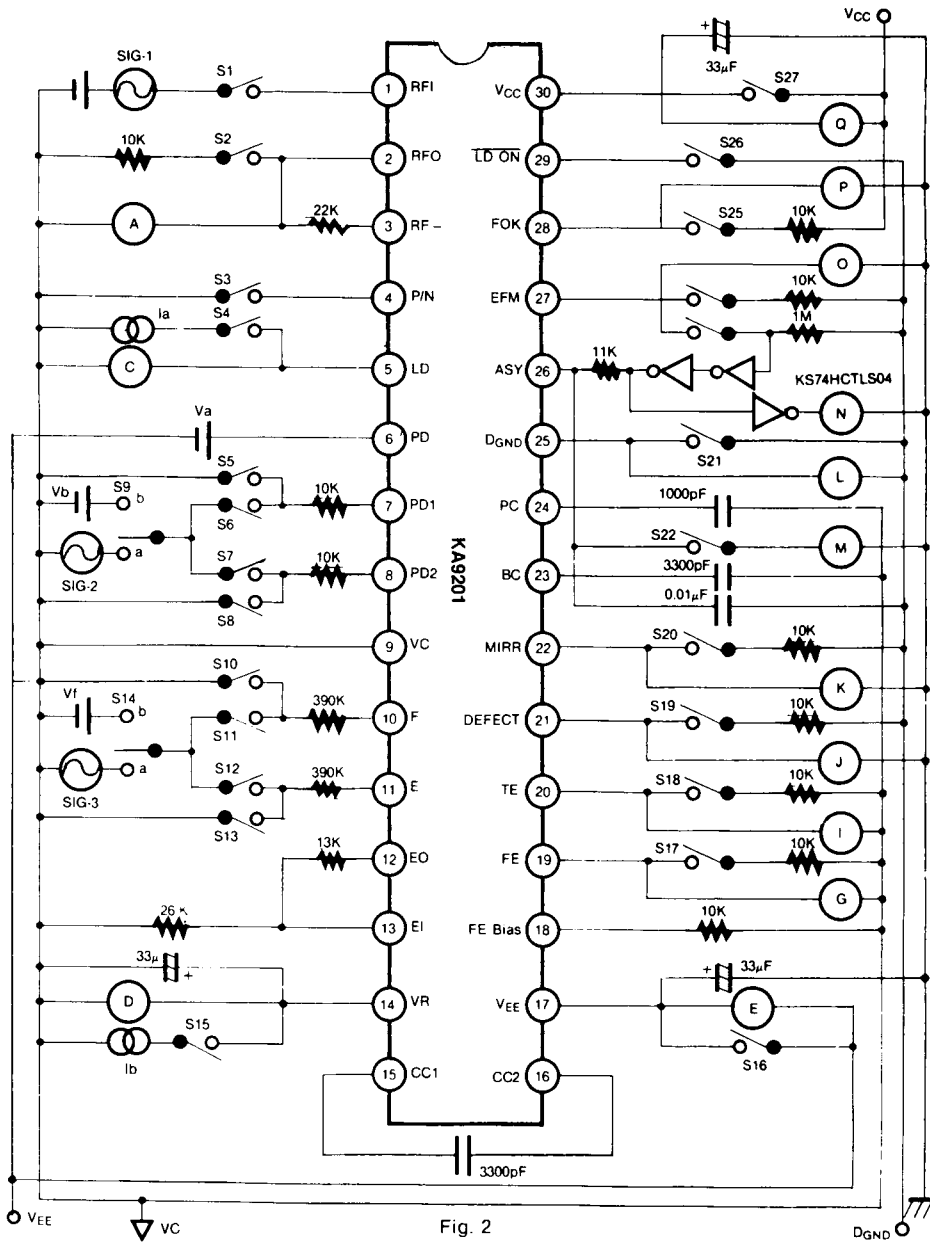 VCC
+
33μF
SIG-1
S1
1
RFI
VCC
30
S27
Q
10K
S2
2
RFO
LD ON
29
S26
P
A
22K
3
RF−
FOK
28
S25
10K
O
S3
4
P/N
EFM
27
10K
Ia
S4
1M
C
5
LD
ASY
26
11K
KS74HCTLS04
N
Va
6
PD
DGND
25
S21
L
S5
Vb
S9
b
10K
7
PD1
PC
24
1000pF
S6
a
SIG-2
S7
10K
8
PD2
S22
M
BC
23
3300pF
S8
0.01μF
KA9201
9
VC
MIRR
22
S20
10K
K
S10
Vf
S14
b
390K
10
F
DEFECT
21
S19
10K
S11
J
a
SIG-3
S12
390K
11
E
TE
20
S18
10K
S13
I
13K
12
EO
FE
19
S17
10K
G
26 K
13
EI
FE Bias
18
10K
33μ
+
+
33μF
D
14
VR
VEE
17
E
Ib
S15
S16
15
CC1
CC2
16
3300pF
VEE
VC
Fig. 2
DGND